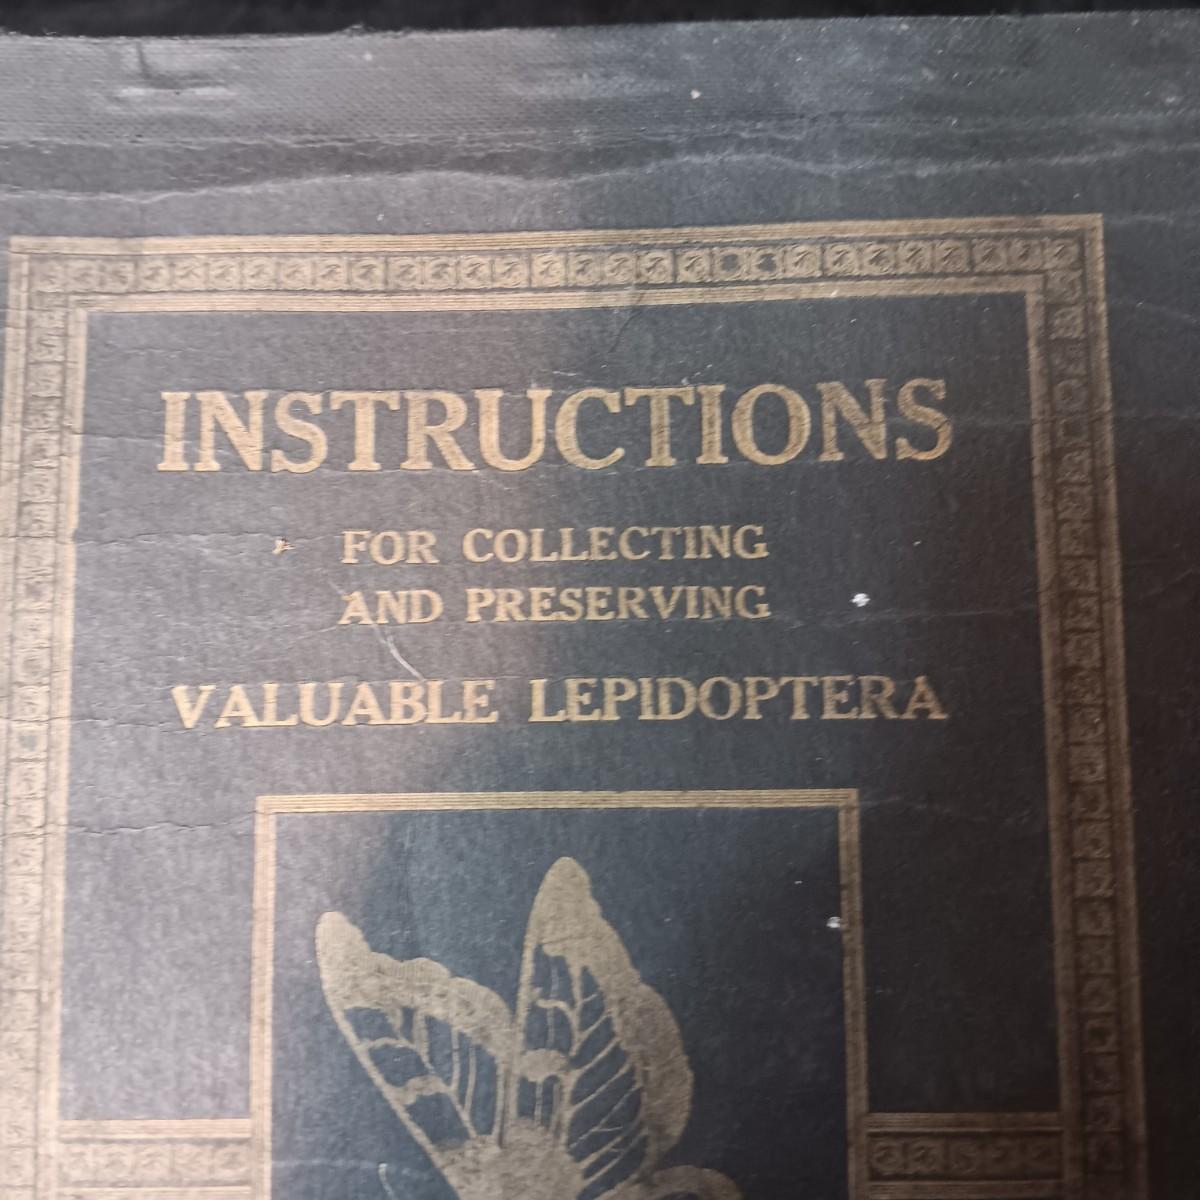 INSTRUCTIONS
FOR COLLECTING
AND PRESERVING
VALUABLE LEPIDOPTERA